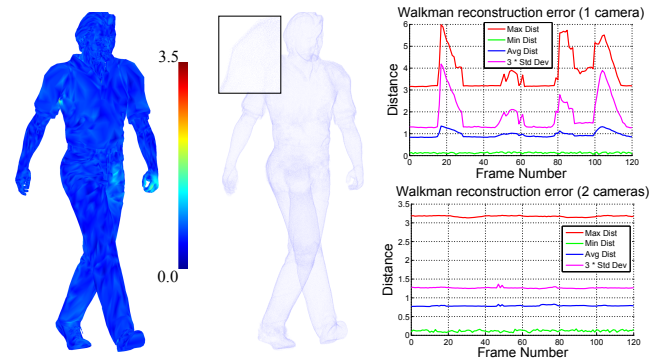 3.5
0.0
Walkman reconstruction error (1 camera)
6
5
4
3
2
1
0
Distance
Max Dist
Min Dist
Avg Dist
3 * Std Dev
0 20 40 60 80 100 120
Frame Number
Walkman reconstruction error (2 cameras)
3.5
3
2.5
2
1.5
1
0.5
0
Distance
Max Dist
Min Dist
Avg Dist
3 * Std Dev
0 20 40 60 80 100 120
Frame Number